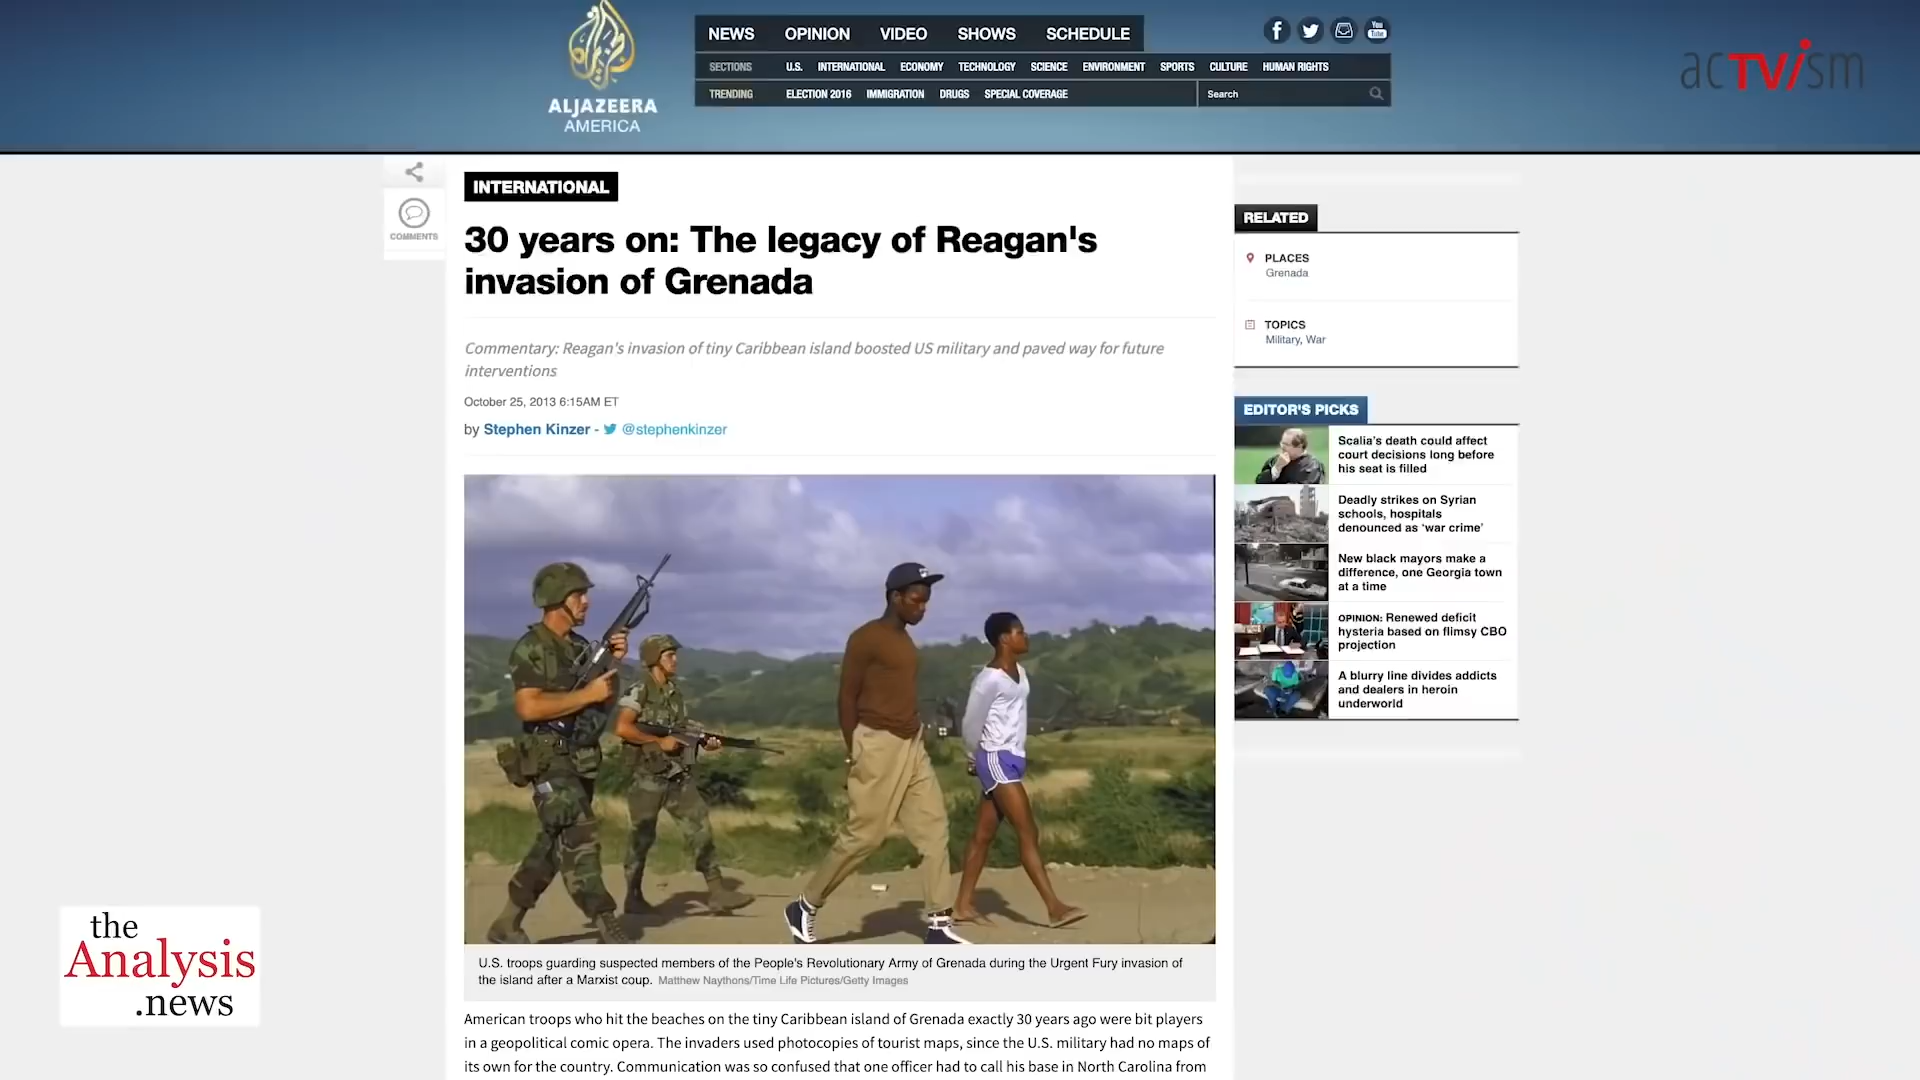 ALJAZEERA
AMERICA
NEWS OPINION VIDEO SHOWS SCHEDULE
SECTIONS U.S. INTERNATIONAL ECONOMY TECHNOLOGY SCIENCE ENVIRONMENT SPORTS CULTURE HUMAN RIGHTS
TRENDING ELECTION 2016 IMMIGRATION DRUGS SPECIAL COVERAGE Search
You
Tube
acTVism
COMMENTS
INTERNATIONAL
30 years on: The legacy of Reagan's
invasion of Grenada
Commentary: Reagan's invasion of tiny Caribbean island boosted US military and paved way for future
interventions
October 25, 2013 6:15AM ET
by Stephen Kinzer - @stephenkinzer
U.S. troops guarding suspected members of the People's Revolutionary Army of Grenada during the Urgent Fury invasion of
the island after a Marxist coup. Matthew Naythons/Time Life Pictures/Getty Images
American troops who hit the beaches on the tiny Caribbean island of Grenada exactly 30 years ago were bit players
in a geopolitical comic opera. The invaders used photocopies of tourist maps, since the U.S. military had no maps of
its own for the country. Communication was so confused that one officer had to call his base in North Carolina from
RELATED
PLACES
Grenada
TOPICS
Military, War
EDITOR'S PICKS
Scalia's death could affect
court decisions long before
his seat is filled
Deadly strikes on Syrian
schools, hospitals
denounced as 'war crime'
New black mayors make a
difference, one Georgia town
at a time
OPINION: Renewed deficit
hysteria based on flimsy CBO
projection
A blurry line divides addicts
and dealers in heroin
underworld
the
Analysis
.news